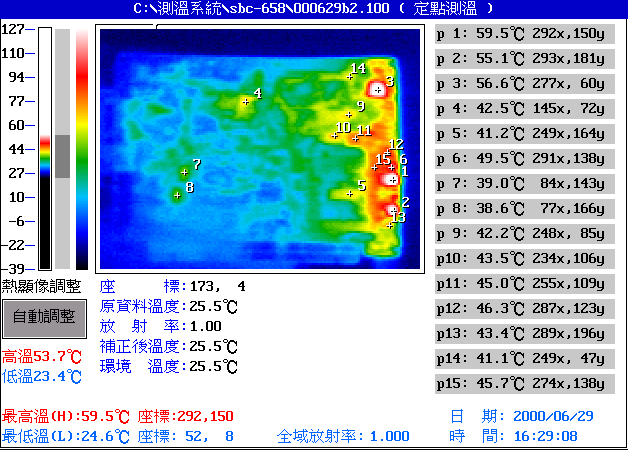 C:\測溫系統\sbc-658\000629b2.100 ( 定點測溫 )
127
110
94
77
60
44
27
10
-6
-22
-39
14
3
4
9
10
11
12
15
6
1
7
8
5
2
13
p 1: 59.5℃ 292x,150y
p 2: 55.1℃ 293x,181y
p 3: 56.6℃ 277x, 60y
p 4: 42.5℃ 145x, 72y
p 5: 41.2℃ 249x,164y
p 6: 49.5℃ 291x,138y
p 7: 39.0℃ 84x,143y
p 8: 38.6℃ 77x,166y
p 9: 42.2℃ 248x, 85y
p10: 43.5℃ 234x,106y
p11: 45.0℃ 255x,109y
p12: 46.3℃ 287x,123y
p13: 43.4℃ 289x,196y
p14: 41.1℃ 249x, 47y
p15: 45.7℃ 274x,138y
熱顯像調整
自動調整
高溫53.7℃
低溫23.4℃
座 標:173, 4
原資料溫度:25.5℃
放 射 率:1.00
補正後溫度:25.5℃
環境 溫度:25.5℃
最高溫(H):59.5℃ 座標:292,150
最低溫(L):24.6℃ 座標: 52, 8
全域放射率: 1.000
日 期: 2000/06/29
時 間: 16:29:08